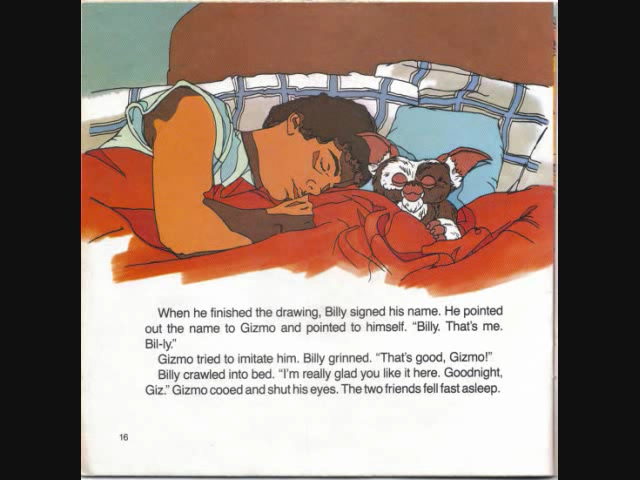 When he finished the drawing, Billy signed his name. He pointed
out the name to Gizmo and pointed to himself. “Billy. That’s me.
Bil-ly.”
Gizmo tried to imitate him. Billy grinned. “That’s good, Gizmo!”
Billy crawled into bed. “I’m really glad you like it here. Goodnight,
Giz.” Gizmo cooed and shut his eyes. The two friends fell fast asleep.
16